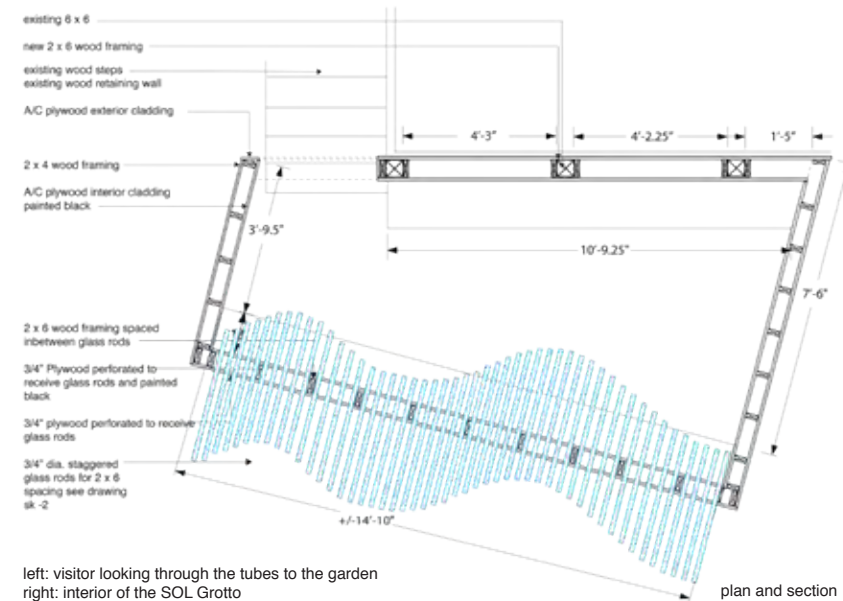 existing 6 x 6
new 2 x 6 wood framing
existing wood steps
existing wood retaining wall
A/C plywood exterior cladding
2 x 4 wood framing
A/C plywood interior cladding
painted black
2 x 6 wood framing spaced
inbetween glass rods
3/4" Plywood perforated to
receive glass rods and painted
black
3/4" plywood perforated to receive
glass rods
3/4" dia. staggered
glass rods for 2 x 6
spacing see drawing
sk -2
4'-3"
4'-2.25"
1'-5"
3'-9.5"
10'-9.25"
7'-6"
+/-14'-10"
left: visitor looking through the tubes to the garden
right: interior of the SOL Grotto
plan and section